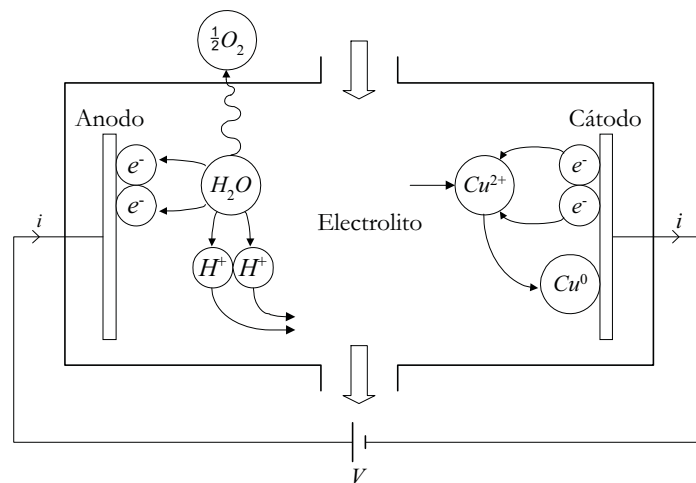 ½O₂
Anodo
Cátodo
e⁻
e⁻
H₂O
Cu²⁺
e⁻
e⁻
i
Electrolito
i
H⁺ H⁺
Cu⁰
V